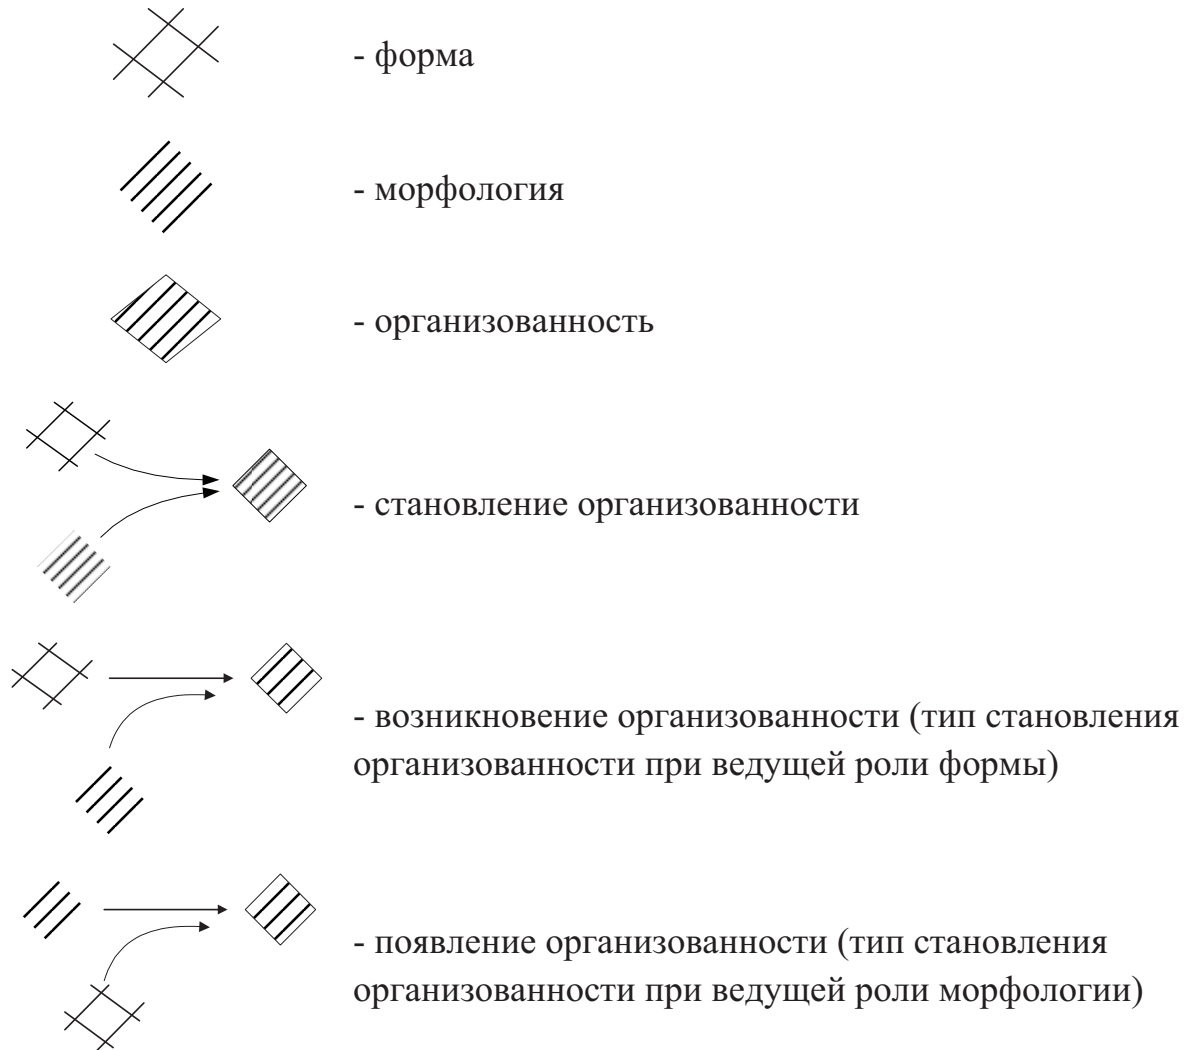 - форма
- морфология
- организованность
- становление организованности
- возникновение организованности (тип становления
организованности при ведущей роли формы)
- появление организованности (тип становления
организованности при ведущей роли морфологии)